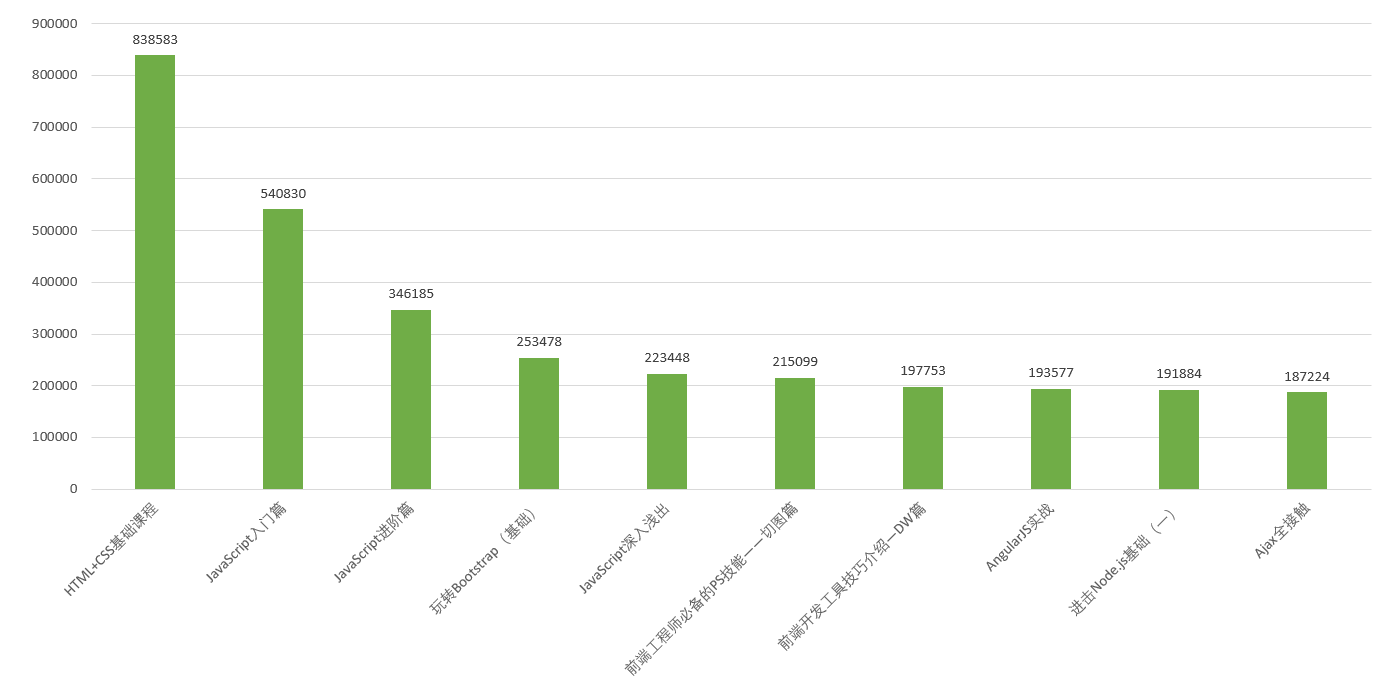 900000
800000
700000
600000
500000
400000
300000
200000
100000
0
838583
540830
346185
253478
223448
215099
197753
193577
191884
187224
HTML+CSS基础课程
JavaScript入门篇
JavaScript进阶篇
玩转Bootstrap（基础）
JavaScript深入浅出
前端工程师必备的PS技能——切图篇
前端开发工具技巧介绍—DW篇
AngularJS实战
进击Node.js基础（一）
Ajax全接触